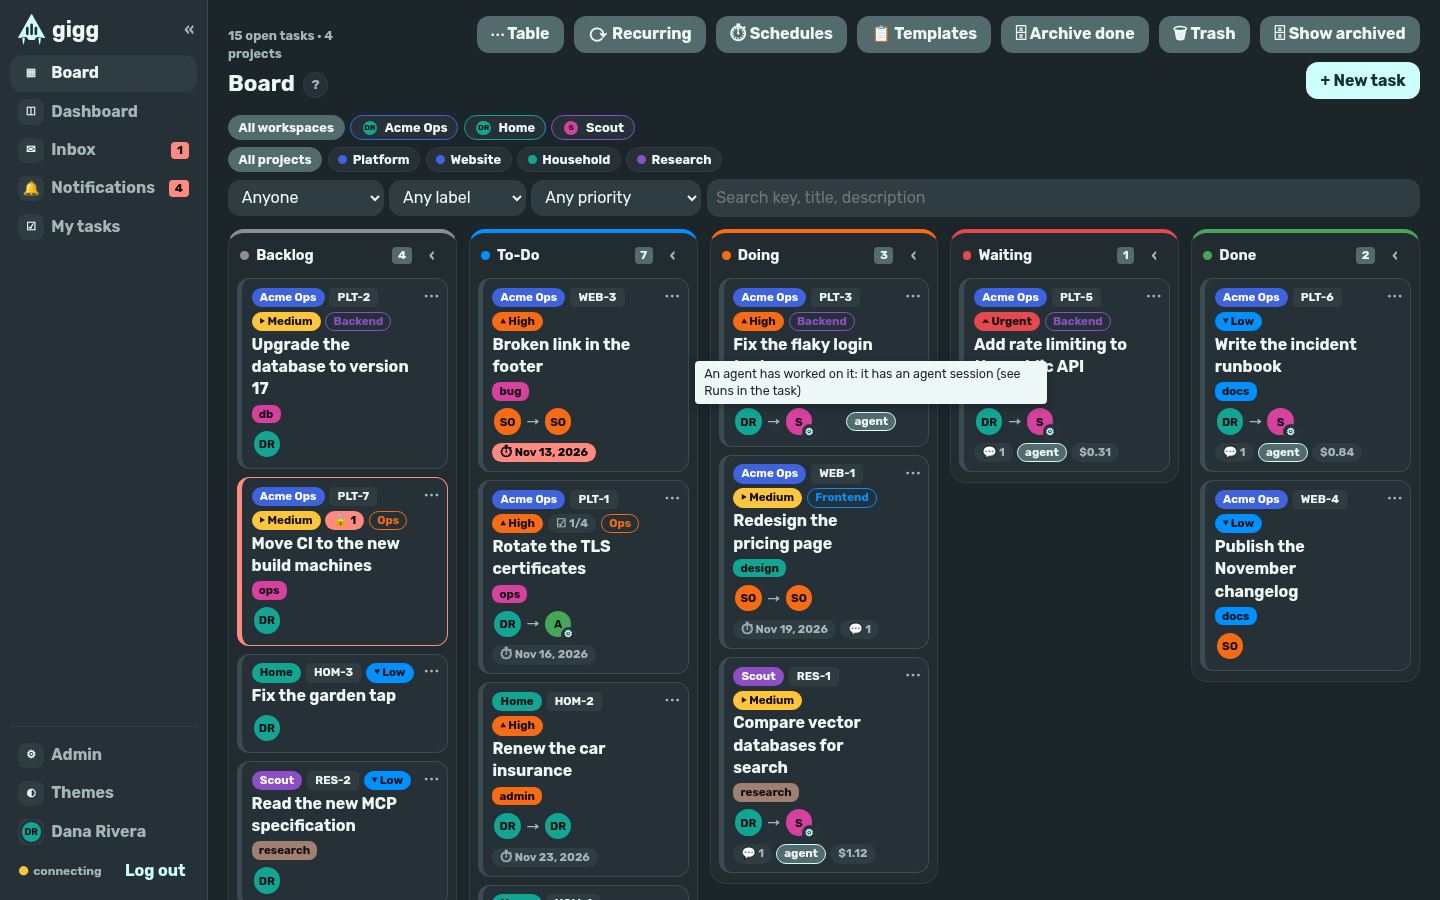 gigg
«
Board
Dashboard
Inbox
1
Notifications
4
My tasks
Admin
Themes
DR
Dana Rivera
connecting
Log out
15 open tasks · 4
projects
Board
?
Table
Recurring
Schedules
Templates
Archive done
Trash
Show archived
+ New task
All workspaces
DR Acme Ops
DR Home
S Scout
All projects
Platform
Website
Household
Research
Anyone
Any label
Any priority
Search key, title, description
Backlog
4
Acme Ops PLT-2
Medium Backend
Upgrade the
database to version
17
db
DR
Acme Ops PLT-7
Medium 1 Ops
Move CI to the new
build machines
ops
DR
Home HOM-3 Low
Fix the garden tap
DR
Scout RES-2 Low
Read the new MCP
specification
research
DR
To-Do
7
Acme Ops WEB-3
High
Broken link in the
footer
bug
SO → SO
Nov 13, 2026
Acme Ops PLT-1
High 1/4 Ops
Rotate the TLS
certificates
ops
DR → A
Nov 16, 2026
Home HOM-2
High
Renew the car
insurance
admin
DR → DR
Nov 23, 2026
Doing
3
Acme Ops PLT-3
High Backend
Fix the flaky login
An agent has worked on it: it has an agent session (see
Runs in the task)
DR → S agent
Acme Ops WEB-1
Medium Frontend
Redesign the
pricing page
design
SO → SO
Nov 19, 2026 1
Scout RES-1
Medium
Compare vector
databases for
search
research
DR → S
1 agent $1.12
Waiting
1
Acme Ops PLT-5
Urgent Backend
Add rate limiting to
API
DR → S
1 agent $0.31
Done
2
Acme Ops PLT-6
Low
Write the incident
runbook
docs
DR → S
1 agent $0.84
Acme Ops WEB-4
Low
Publish the
November
changelog
docs
SO